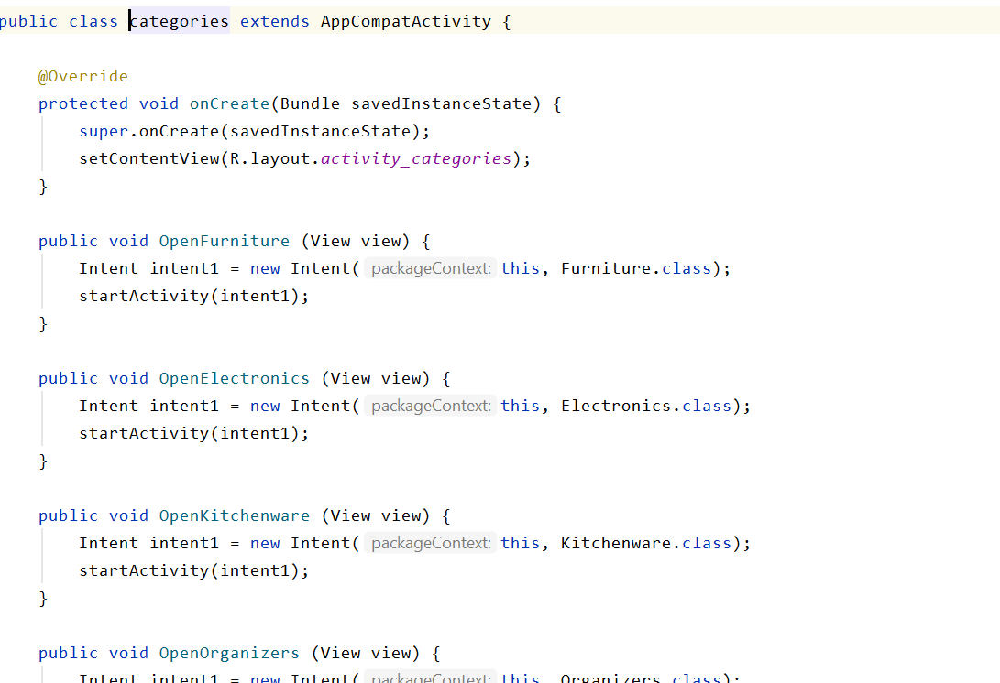 public class categories extends AppCompatActivity {
@Override
protected void onCreate(Bundle savedInstanceState) {
super.onCreate(savedInstanceState);
setContentView(R.layout.activity_categories);
}
public void OpenFurniture (View view) {
Intent intent1 = new Intent( packageContext: this, Furniture.class);
startActivity(intent1);
}
public void OpenElectronics (View view) {
Intent intent1 = new Intent( packageContext: this, Electronics.class);
startActivity(intent1);
}
public void OpenKitchenware (View view) {
Intent intent1 = new Intent( packageContext: this, Kitchenware.class);
startActivity(intent1);
}
public void OpenOrganizers (View view) {
Intent intent1 = new Intent( packageContext: this, Organizers.class);